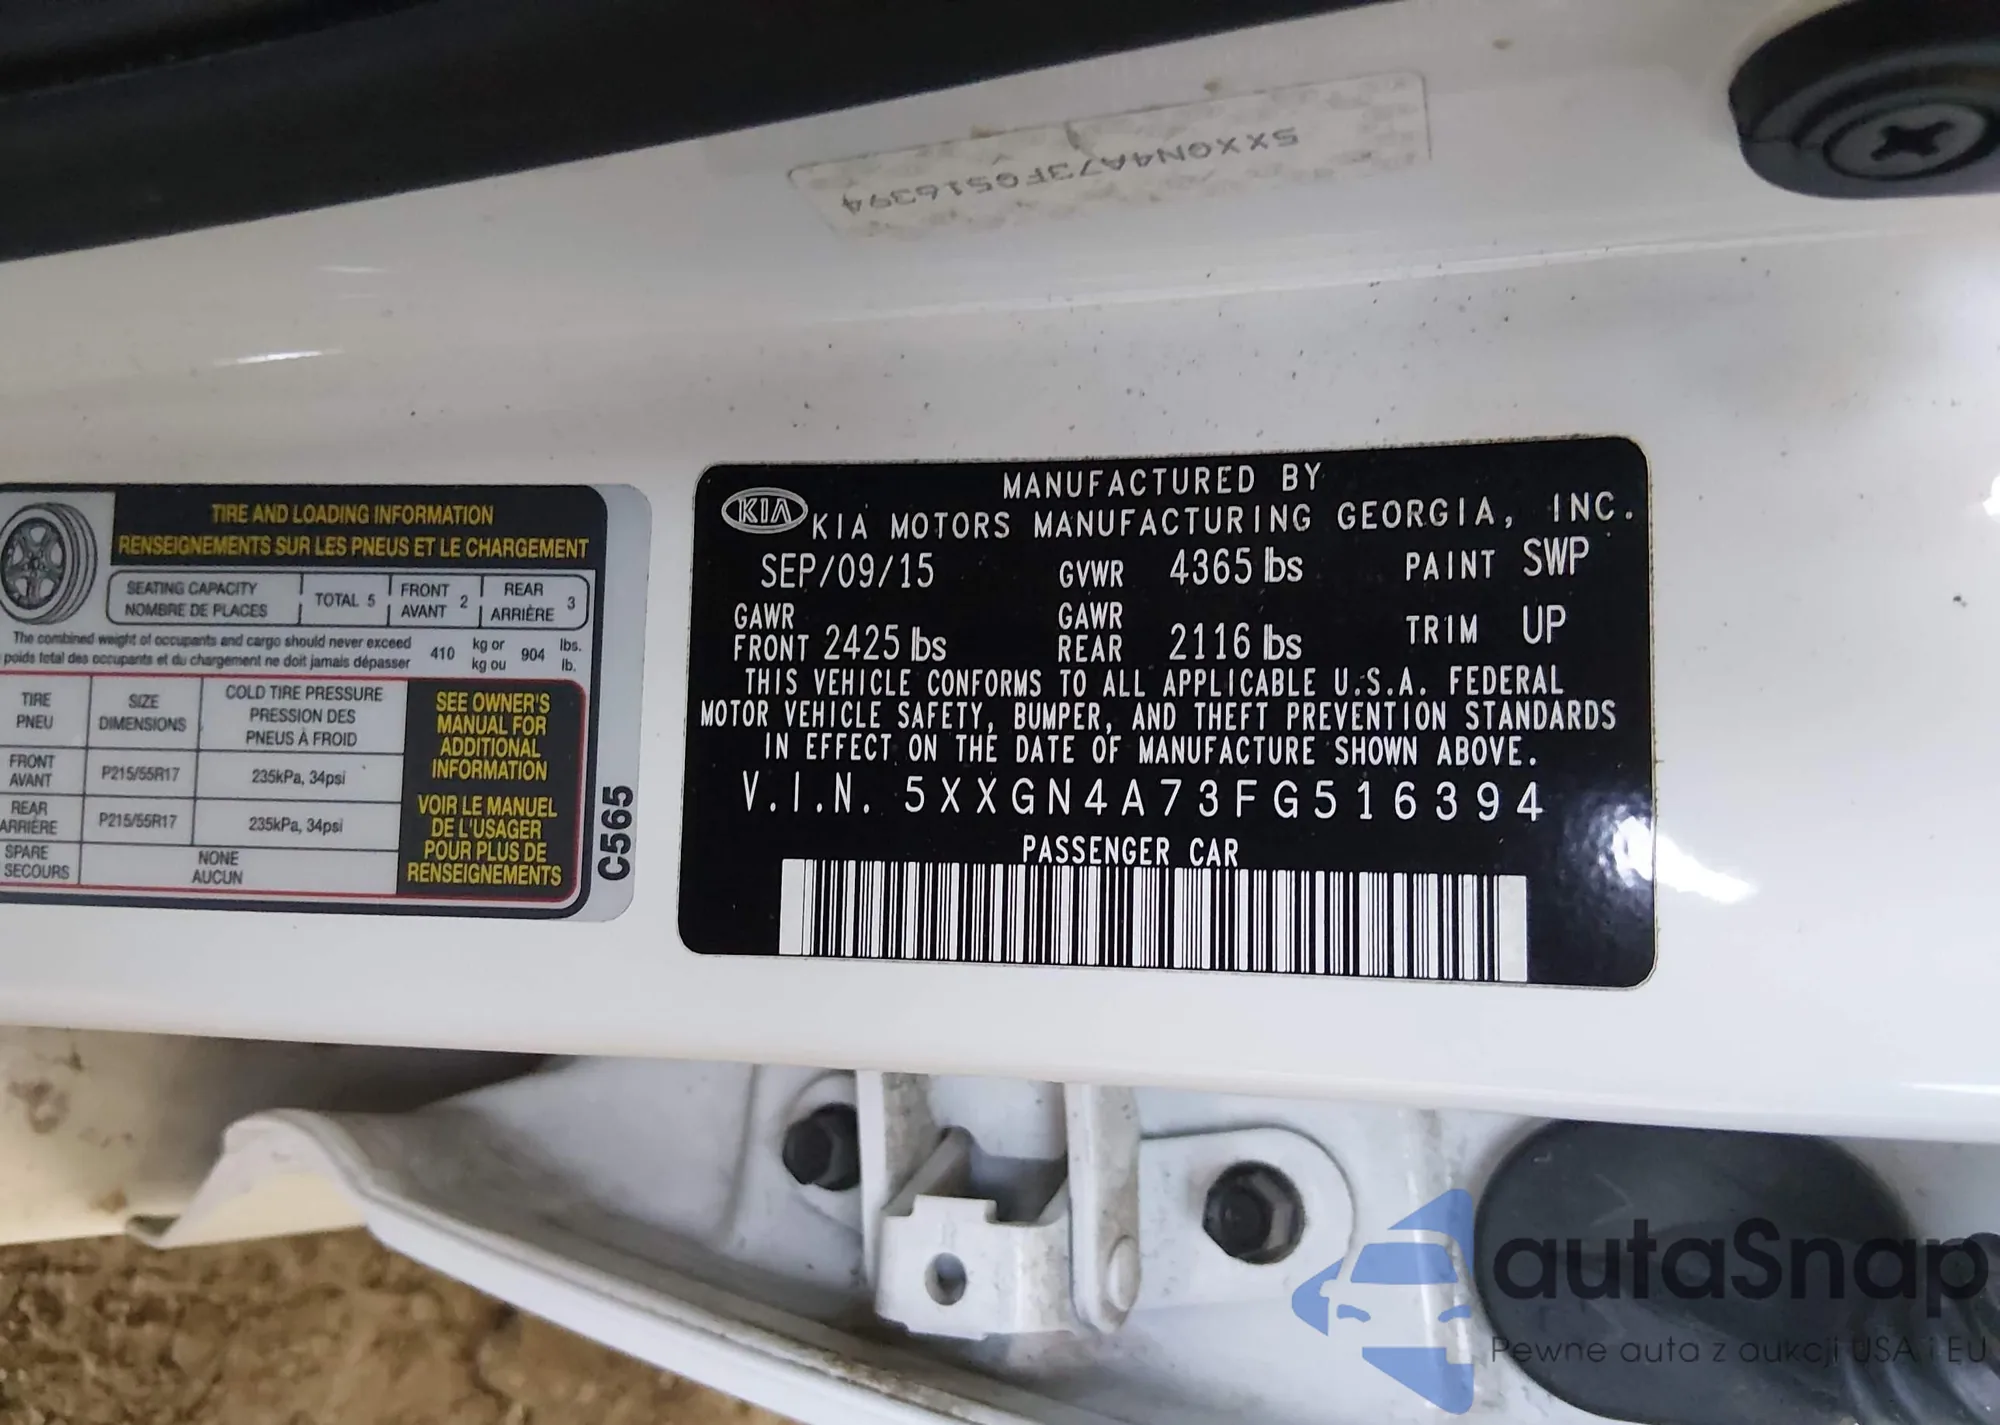 5XXGN4A73FG516394
TIRE AND LOADING INFORMATION
RENSEIGNEMENTS SUR LES PNEUS ET LE CHARGEMENT
SEATING CAPACITY
NOMBRE DE PLACES
TOTAL 5
FRONT
AVANT 2
REAR
ARRIÈRE 3
The combined weight of occupants and cargo should never exceed 410 kg or 904 lbs.
poids total des occupants et du chargement ne doit jamais dépasser kg ou lb.
TIRE
PNEU
SIZE
DIMENSIONS
COLD TIRE PRESSURE
PRESSION DES
PNEUS À FROID
FRONT
AVANT
P215/55R17
235kPa, 34psi
REAR
ARRIÈRE
P215/55R17
235kPa, 34psi
SPARE
SECOURS
NONE
AUCUN
SEE OWNER'S
MANUAL FOR
ADDITIONAL
INFORMATION
VOIR LE MANUEL
DE L'USAGER
POUR PLUS DE
RENSEIGNEMENTS
C565
MANUFACTURED BY
KIA KIA MOTORS MANUFACTURING GEORGIA, INC.
SEP/09/15 GVWR 4365 lbs PAINT SWP
GAWR GAWR
FRONT 2425 lbs REAR 2116 lbs TRIM UP
THIS VEHICLE CONFORMS TO ALL APPLICABLE U.S.A. FEDERAL
MOTOR VEHICLE SAFETY, BUMPER, AND THEFT PREVENTION STANDARDS
IN EFFECT ON THE DATE OF MANUFACTURE SHOWN ABOVE.
V.I.N. 5XXGN4A73FG516394
PASSENGER CAR
autaSnap
Pewne auta z aukcji USA i EU